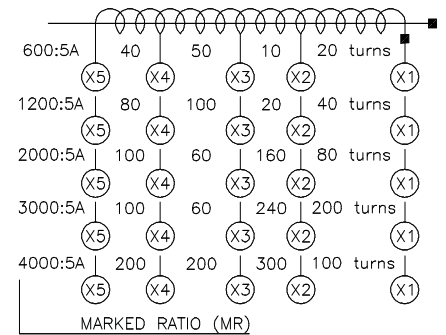 600:5A 40 50 10 20 turns
X5 X4 X3 X2 X1
1200:5A 80 100 20 40 turns
X5 X4 X3 X2 X1
2000:5A 100 60 160 80 turns
X5 X4 X3 X2 X1
3000:5A 100 60 240 200 turns
X5 X4 X3 X2 X1
4000:5A 200 200 300 100 turns
X5 X4 X3 X2 X1
MARKED RATIO (MR)